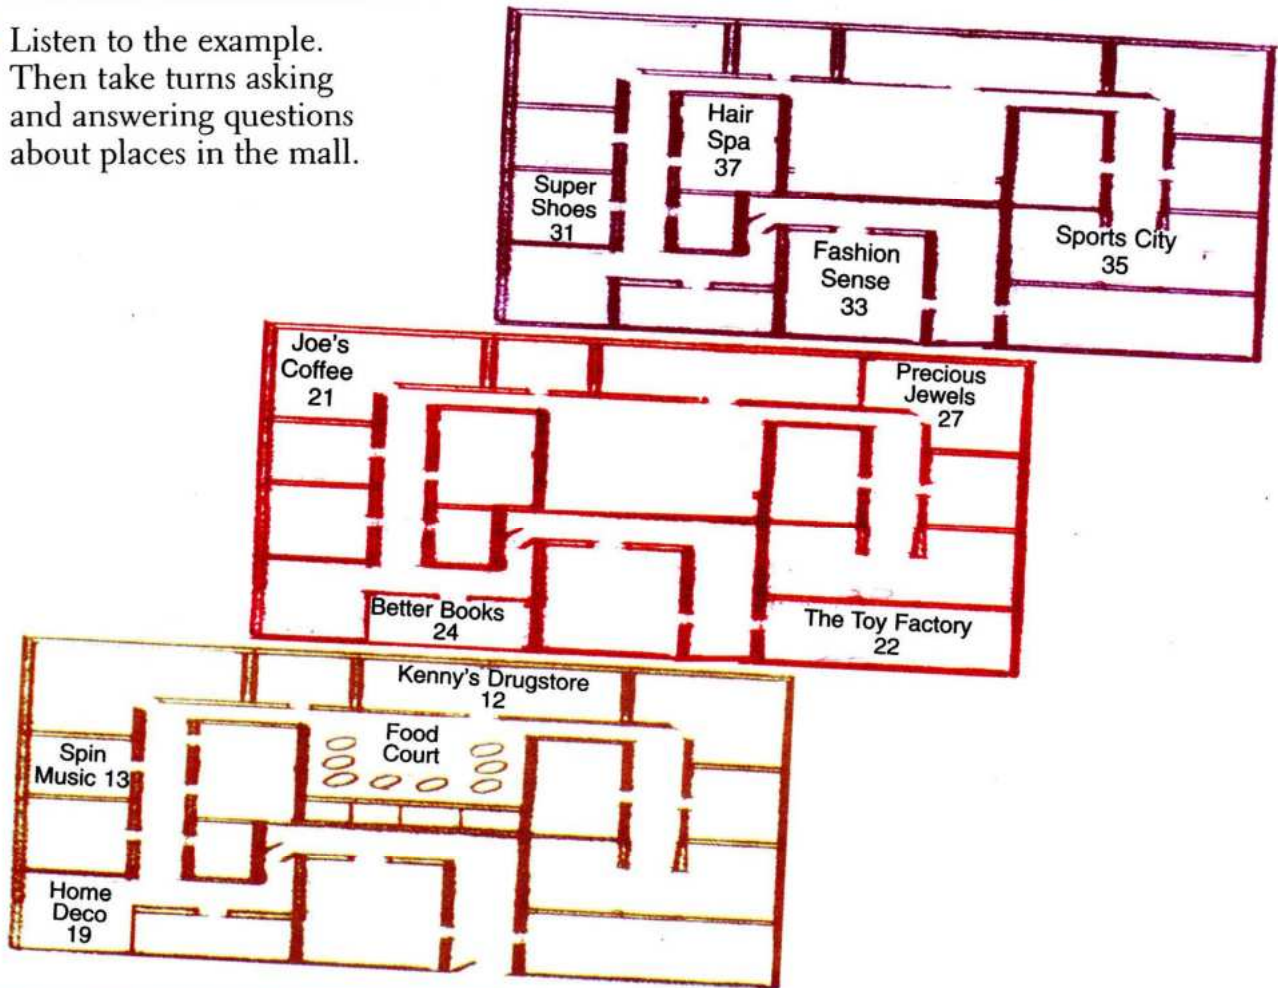 Listen to the example.
Then take turns asking
and answering questions
about places in the mall.
Hair
Spa
37
Super
Shoes
31
Fashion
Sense
33
Sports City
35
Joe's
Coffee
21
Precious
Jewels
27
Better Books
24
The Toy Factory
22
Kenny's Drugstore
12
Food
Court
Spin
Music 13
Home
Deco
19